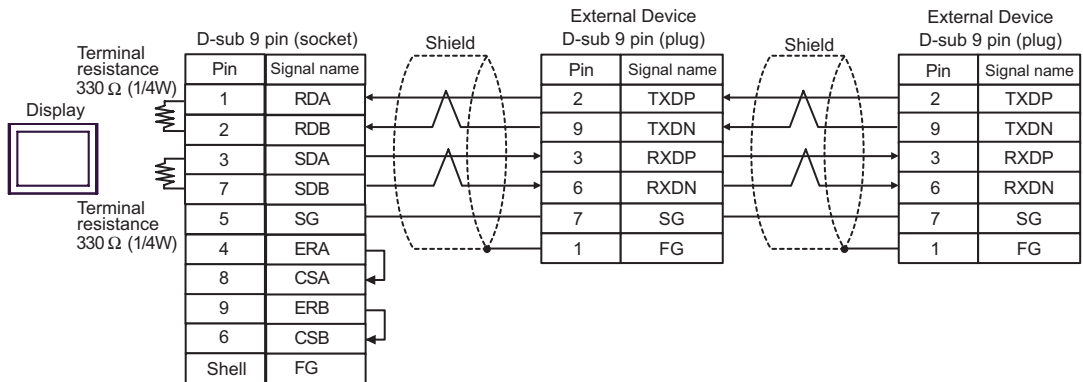 External Device
External Device
D-sub 9 pin (socket)
Shield
D-sub 9 pin (plug)
Shield
D-sub 9 pin (plug)
Terminal
resistance
330 Ω (1/4W)
Display
Terminal
resistance
330 Ω (1/4W)
Pin Signal name
1 RDA
2 RDB
3 SDA
7 SDB
5 SG
4 ERA
8 CSA
9 ERB
6 CSB
Shell FG
Pin Signal name
2 TXDP
9 TXDN
3 RXDP
6 RXDN
7 SG
1 FG
Pin Signal name
2 TXDP
9 TXDN
3 RXDP
6 RXDN
7 SG
1 FG